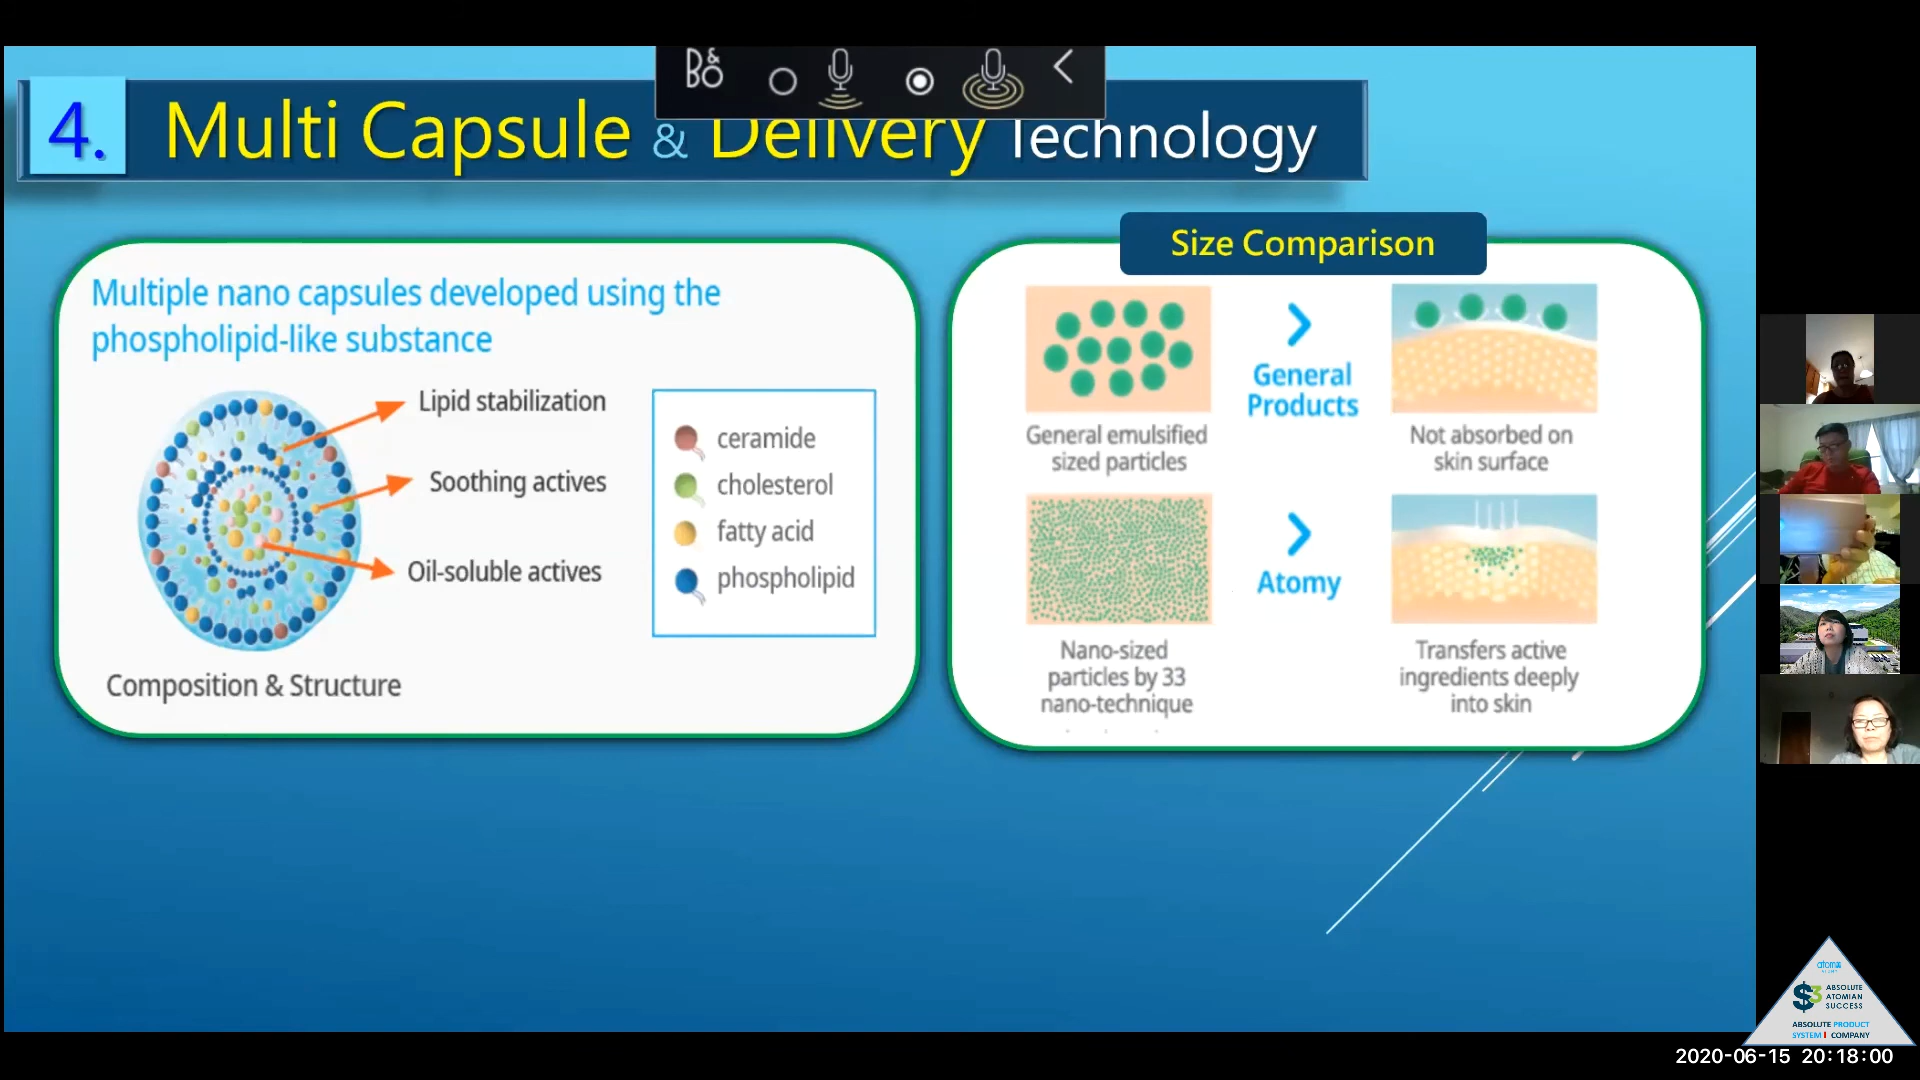 B&O
4. Multi Capsule & Delivery Technology
Multiple nano capsules developed using the
phospholipid-like substance
Lipid stabilization
Soothing actives
Oil-soluble actives
ceramide
cholesterol
fatty acid
phospholipid
Composition & Structure
Size Comparison
General
Products
General emulsified
sized particles
Not absorbed on
skin surface
Atomy
Nano-sized
particles by 33
nano-technique
Transfers active
ingredients deeply
into skin
S3 ABSOLUTE
ATOMIAN
SUCCESS
ABSOLUTE PRODUCT
SYSTEM COMPANY
2020-06-15 20:18:00